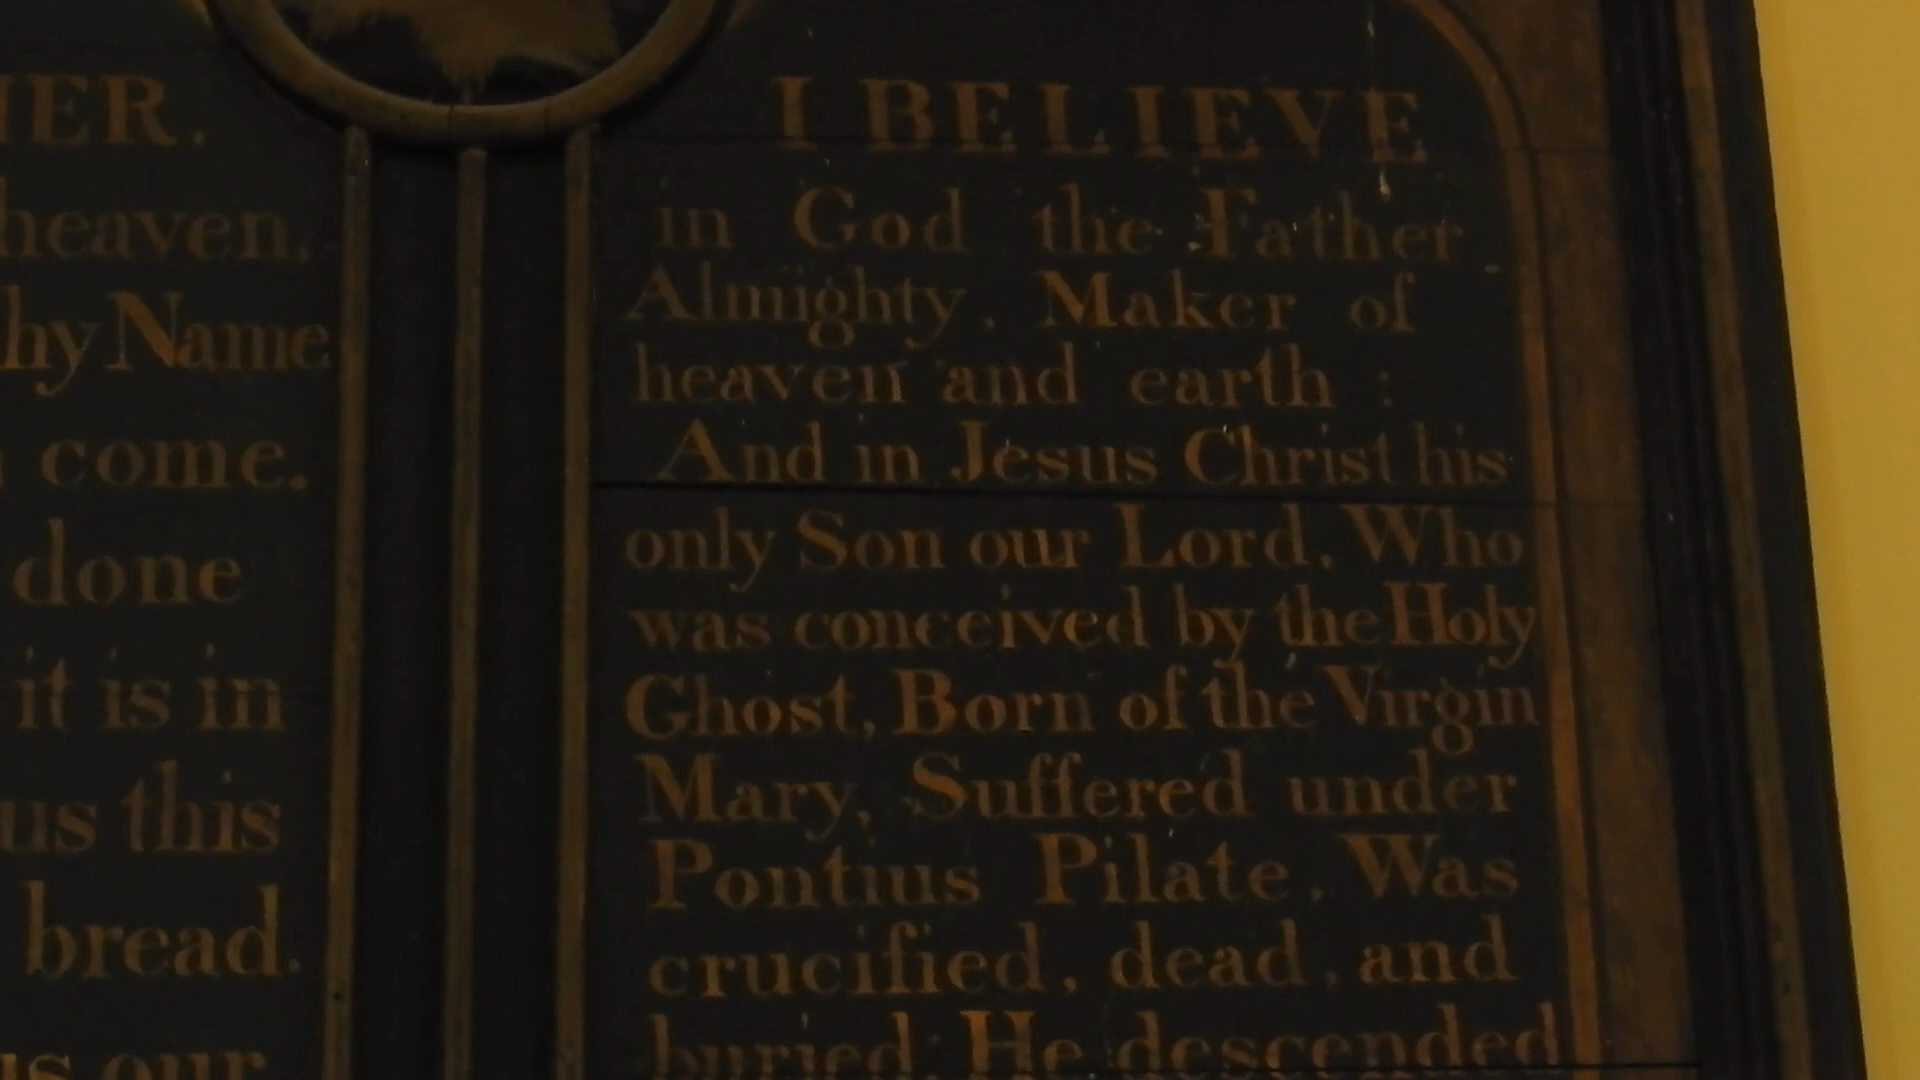 HER.
heaven.
hy Name
come.
done
it is in
us this
bread.
us our
I BELIEVE
in God the Father
Almighty, Maker of
heaven and earth :
And in Jesus Christ his
only Son our Lord, Who
was conceived by the Holy
Ghost, Born of the Virgin
Mary, Suffered under
Pontius Pilate, Was
crucified, dead, and
buried: He descended